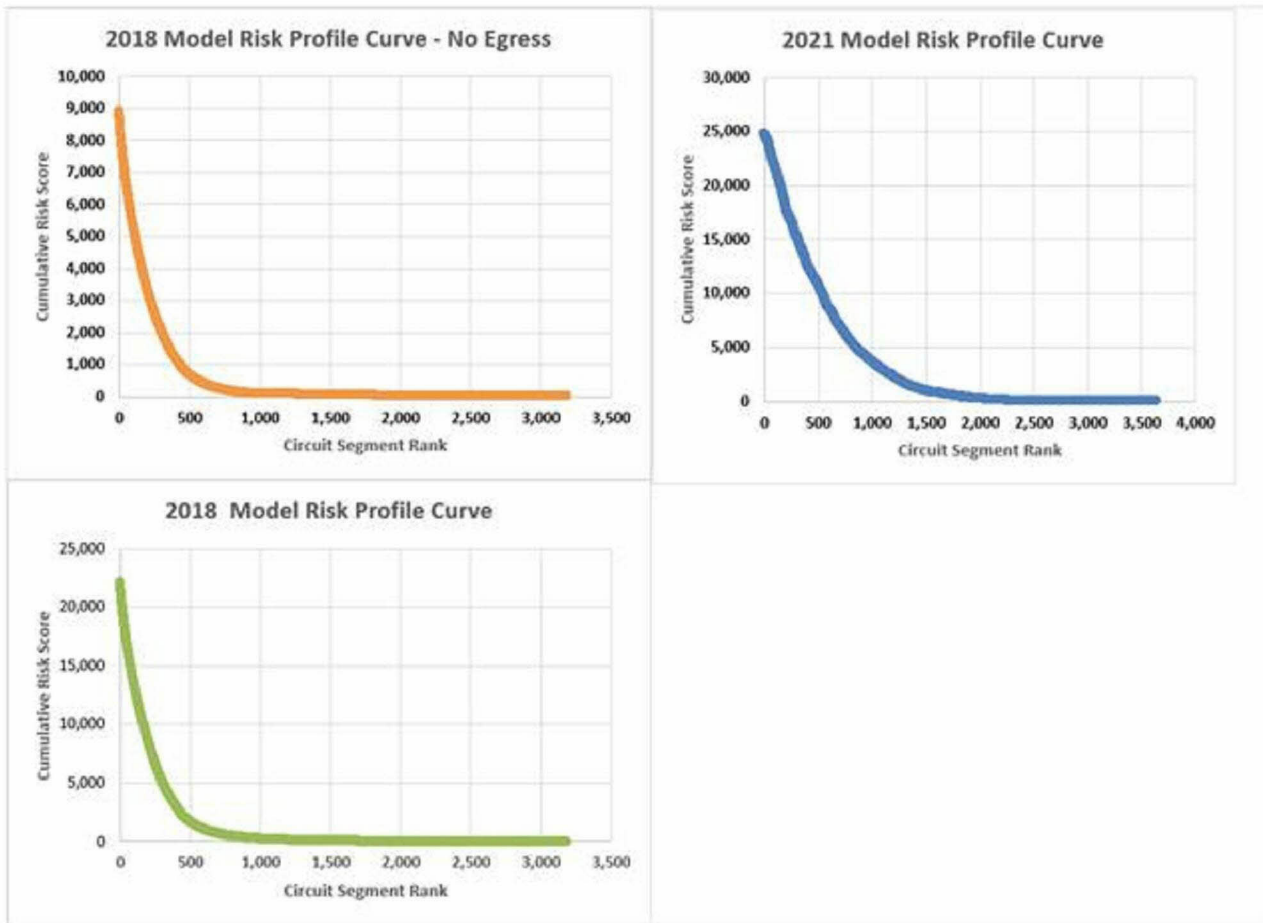 2018 Model Risk Profile Curve - No Egress
10,000
9,000
8,000
7,000
6,000
5,000
4,000
3,000
2,000
1,000
0
Cumulative Risk Score
0 500 1,000 1,500 2,000 2,500 3,000 3,500
Circuit Segment Rank
2021 Model Risk Profile Curve
30,000
25,000
20,000
15,000
10,000
5,000
0
Cumulative Risk Score
0 500 1,000 1,500 2,000 2,500 3,000 3,500 4,000
Circuit Segment Rank
2018 Model Risk Profile Curve
25,000
20,000
15,000
10,000
5,000
0
Cumulative Risk Score
0 500 1,000 1,500 2,000 2,500 3,000 3,500
Circuit Segment Rank